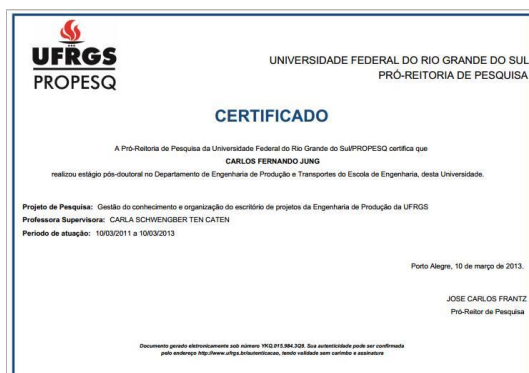 UFRGS
PROPESQ
UNIVERSIDADE FEDERAL DO RIO GRANDE DO SUL
PRÓ-REITORIA DE PESQUISA
CERTIFICADO
A Pró-Reitoria de Pesquisa da Universidade Federal do Rio Grande do Sul/PROPESQ certifica que
CARLOS FERNANDO JUNG
realizou estágio pós-doutoral no Departamento de Engenharia de Produção e Transportes do Escola de Engenharia, desta Universidade.
Projeto de Pesquisa: Gestão do conhecimento e organização do escritório de projetos da Engenharia de Produção da UFRGS
Professora Supervisora: CARLA SCHWENGBER TEN CATEN
Periodo de atuação: 10/03/2011 a 10/03/2013
Porto Alegre, 10 de março de 2013.
JOSE CARLOS FRANTZ
Pró-Reitor de Pesquisa
Documento gerado eletronicamente sob número YKQ.015.984.3Q9. Sua autenticidade pode ser confirmada
pelo endereço http://www.ufrgs.br/autenticacao, tendo validade sem carimbo e assinatura